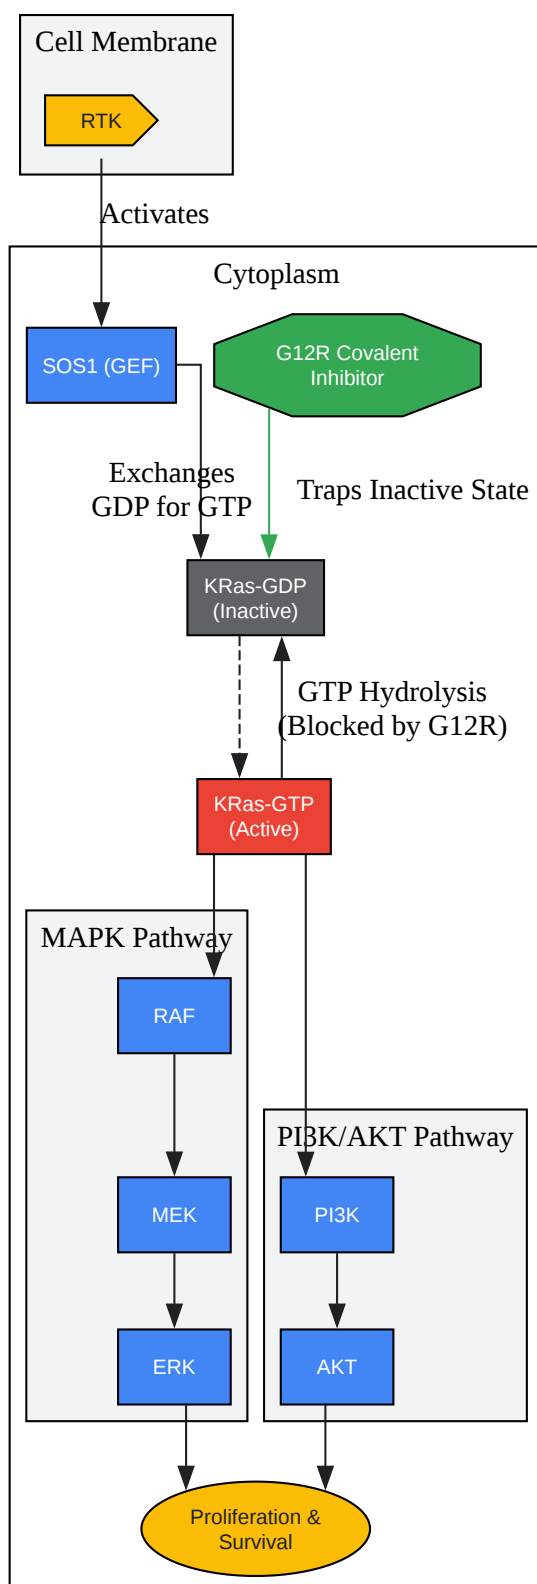 Cell Membrane
RTK
Activates
Cytoplasm
SOS1 (GEF)
G12R Covalent
Inhibitor
Exchanges
GDP for GTP
Traps Inactive State
KRas-GDP
(Inactive)
GTP Hydrolysis
(Blocked by G12R)
KRas-GTP
(Active)
MAPK Pathway
RAF
PI3K/AKT Pathway
MEK
PI3K
ERK
AKT
Proliferation &
Survival